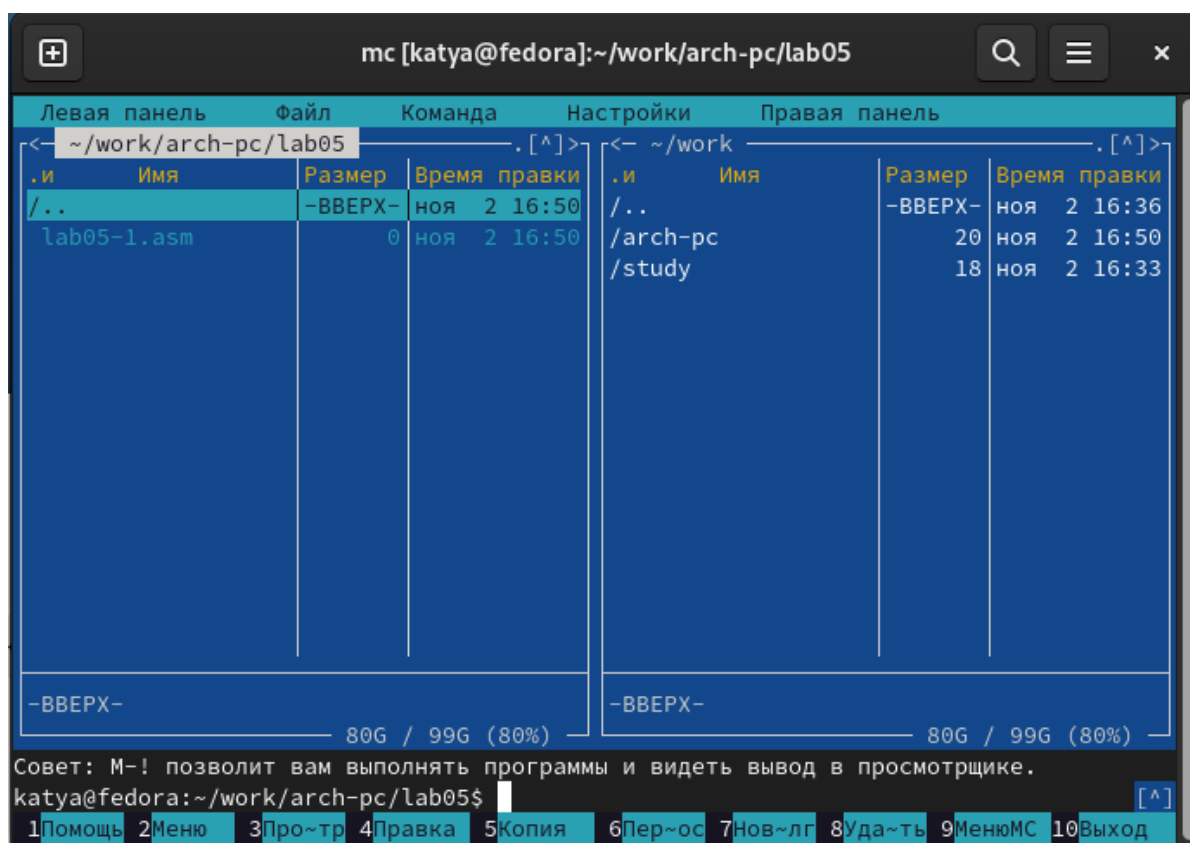 mc [katya@fedora]:~/work/arch-pc/lab05
Левая панель Файл Команда Настройки Правая панель
<— ~/work/arch-pc/lab05 .[^]> <— ~/work .[^]>
.и Имя Размер Время правки .и Имя Размер Время правки
/.. -ВВЕРХ- ноя 2 16:50 /.. -ВВЕРХ- ноя 2 16:36
lab05-1.asm 0 ноя 2 16:50 /arch-pc 20 ноя 2 16:50
/study 18 ноя 2 16:33
-ВВЕРХ- -ВВЕРХ-
80G / 99G (80%) 80G / 99G (80%)
Совет: M-! позволит вам выполнять программы и видеть вывод в просмотрщике.
katya@fedora:~/work/arch-pc/lab05$ [^]
1Помощь 2Меню 3Про~тр 4Правка 5Копия 6Пер~ос 7Нов~лг 8Уда~ть 9МенюMC 10Выход